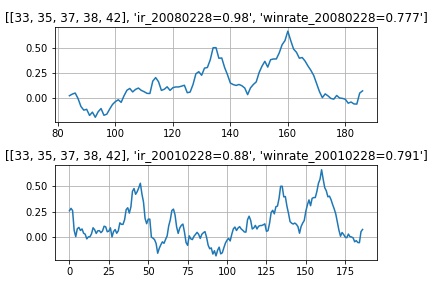 [[33, 35, 37, 38, 42], 'ir_20080228=0.98', 'winrate_20080228=0.777']
0.50
0.25
0.00
80 100 120 140 160 180
[[33, 35, 37, 38, 42], 'ir_20010228=0.88', 'winrate_20010228=0.791']
0.50
0.25
0.00
0 25 50 75 100 125 150 175